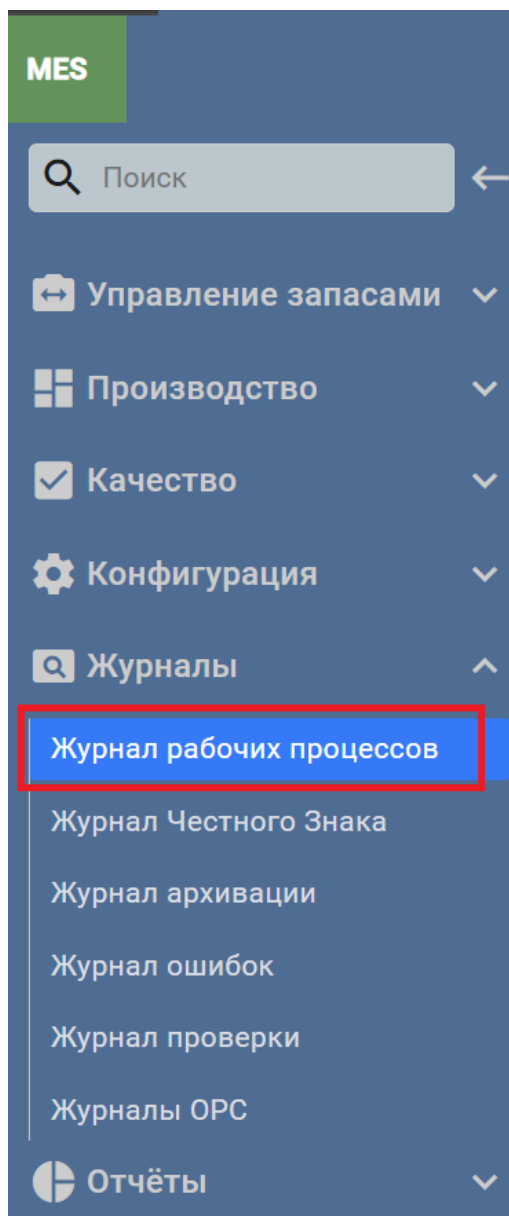 MES
Поиск
Управление запасами
Производство
Качество
Конфигурация
Журналы
Журнал рабочих процессов
Журнал Честного Знака
Журнал архивации
Журнал ошибок
Журнал проверки
Журналы ОРС
Отчёты